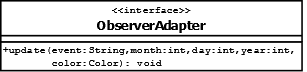 <<interface>>
ObserverAdapter
+update(event:String,month:int,day:int,year:int,
color:Color): void